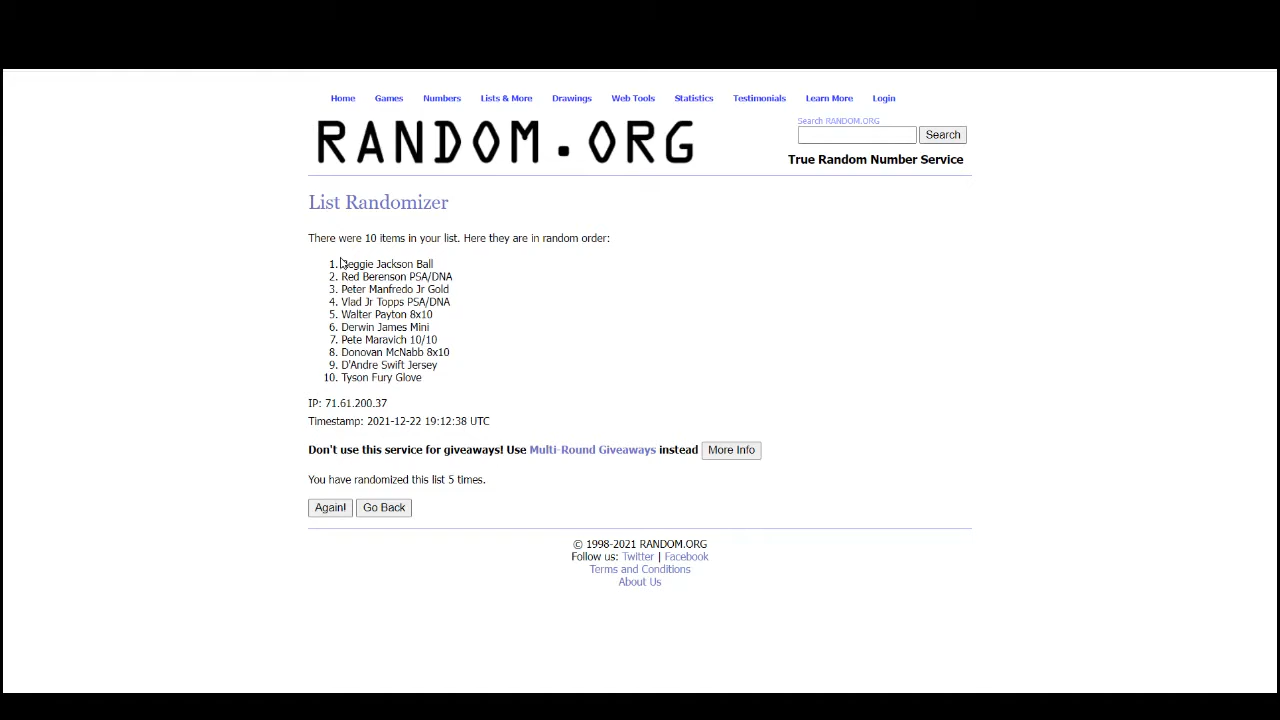 Home Games Numbers Lists & More Drawings Web Tools Statistics Testimonials Learn More Login
RANDOM.ORG
Search RANDOM.ORG
Search
True Random Number Service
List Randomizer
There were 10 items in your list. Here they are in random order:
1. Reggie Jackson Ball
2. Red Berenson PSA/DNA
3. Peter Manfredo Jr Gold
4. Vlad Jr Topps PSA/DNA
5. Walter Payton 8x10
6. Derwin James Mini
7. Pete Maravich 10/10
8. Donovan McNabb 8x10
9. D'Andre Swift Jersey
10. Tyson Fury Glove
IP: 71.61.200.37
Timestamp: 2021-12-22 19:12:38 UTC
Don't use this service for giveaways! Use Multi-Round Giveaways instead More Info
You have randomized this list 5 times.
Again! Go Back
© 1998-2021 RANDOM.ORG
Follow us: Twitter | Facebook
Terms and Conditions
About Us